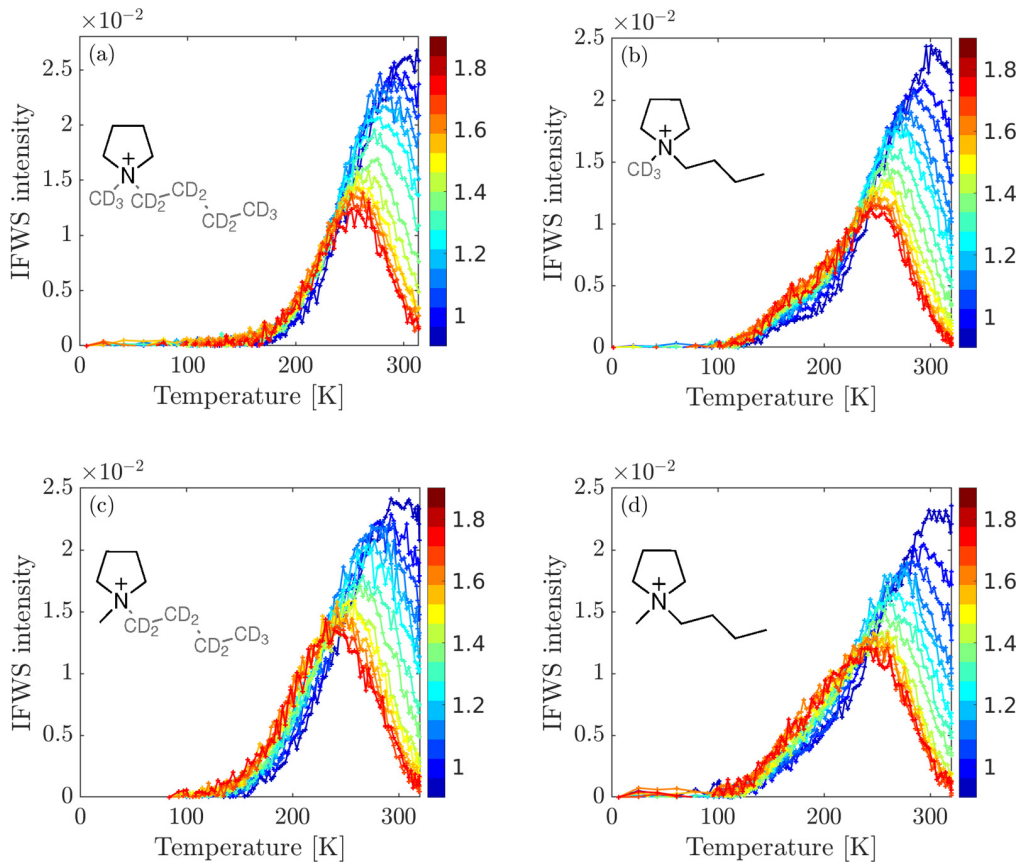 ×10⁻²
(a)
IFWS intensity
2.5
2
1.5
1
0.5
0
0 100 200 300
Temperature [K]
N
+
CD₃ CD₂ CD₂
CD₂ CD₃
1.8
1.6
1.4
1.2
1
(b)
IFWS intensity
2.5
2
1.5
1
0.5
0
0 100 200 300
Temperature [K]
N
+
CD₃
1.8
1.6
1.4
1.2
1
×10⁻²
(c)
IFWS intensity
2.5
2
1.5
1
0.5
0
0 100 200 300
Temperature [K]
N
+
CD₂ CD₂
CD₂ CD₃
1.8
1.6
1.4
1.2
1
×10⁻²
(d)
IFWS intensity
2.5
2
1.5
1
0.5
0
0 100 200 300
Temperature [K]
N
+
1.8
1.6
1.4
1.2
1
×10⁻²